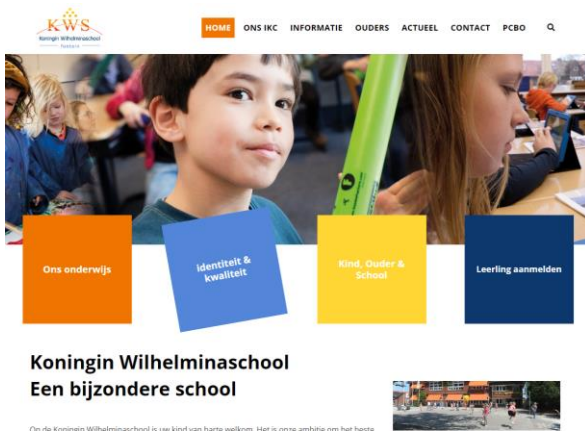 KWS
Koningin Wilhelminaschool
HOME ONS IKC INFORMATIE OUDERS ACTUEEL CONTACT PCBO
Ons onderwijs
identiteit &
kwaliteit
Kind, Ouder &
School
Leerling aanmelden
Koningin Wilhelminaschool
Een bijzondere school
Op de Koningin Wilhelminaschool is uw kind van harte welkom. Het is onze ambitie om het beste